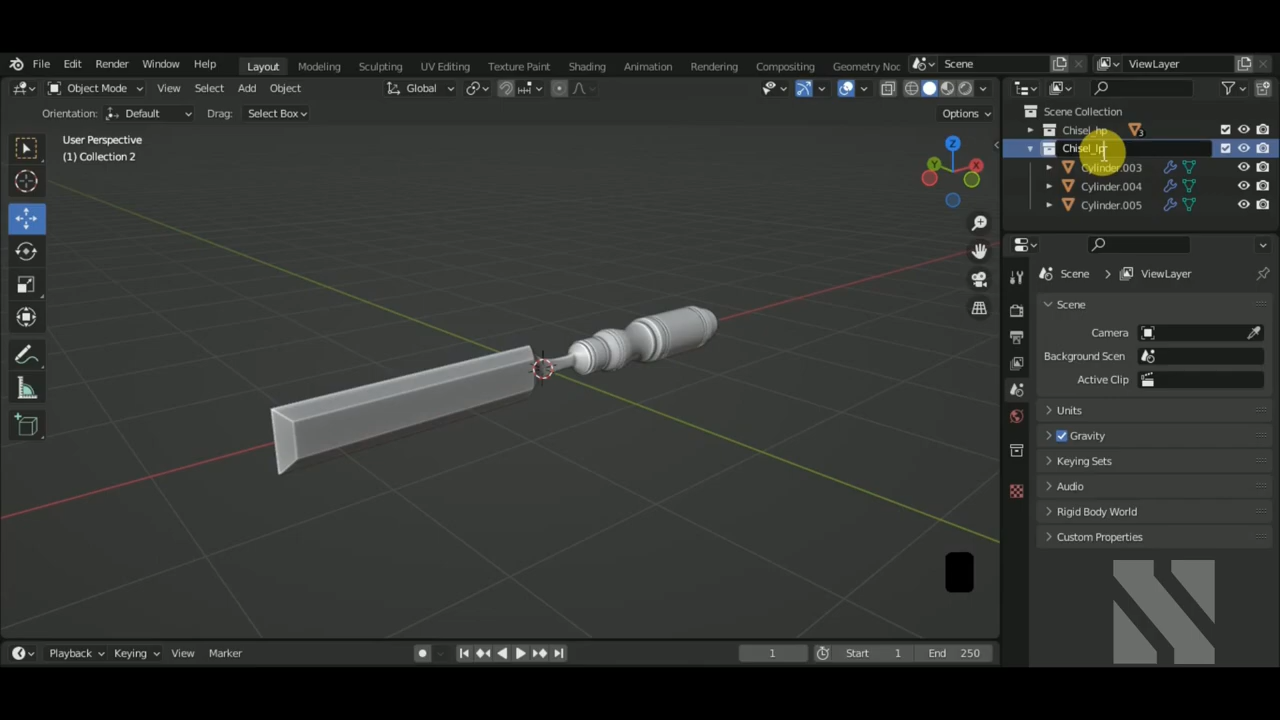 File Edit Render Window Help Layout Modeling Sculpting UV Editing Texture Paint Shading Animation Rendering Compositing Geometry Noc Scene ViewLayer
Object Mode View Select Add Object Global
Orientation: Default Drag: Select Box Options
User Perspective
(1) Collection 2
Z
Y
X
Scene Collection
Chisel_hp 3
Chisel_lp
Cylinder.003
Cylinder.004
Cylinder.005
Scene > ViewLayer
Scene
Camera
Background Scen
Active Clip
Units
Gravity
Keying Sets
Audio
Rigid Body World
Custom Properties
Playback Keying View Marker 1 Start 1 End 250